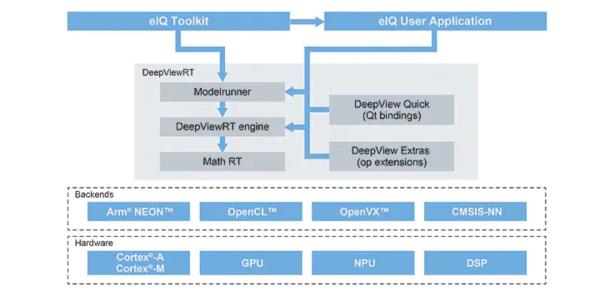 eIQ Toolkit
eIQ User Application
DeepViewRT
Modelrunner
DeepViewRT engine
Math RT
DeepView Quick
(Qt bindings)
DeepView Extras
(op extensions)
Backends
Arm® NEON™
OpenCL™
OpenVX™
CMSIS-NN
Hardware
Cortex®-A
Cortex®-M
GPU
NPU
DSP